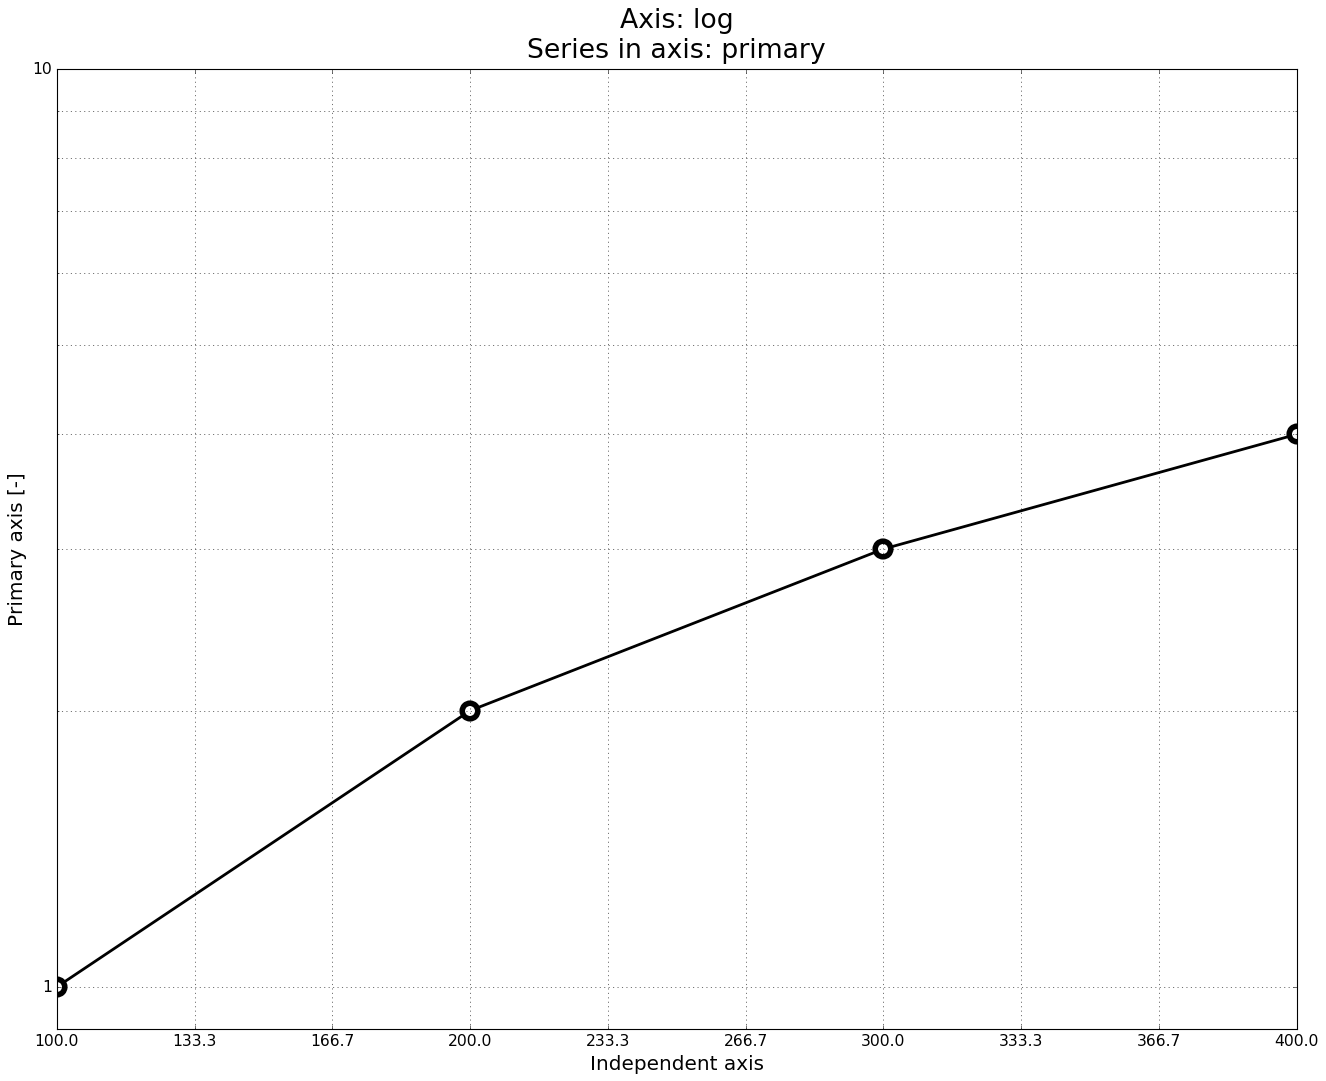 Axis: log
Series in axis: primary
10
1
Primary axis [-]
100.0 133.3 166.7 200.0 233.3 266.7 300.0 333.3 366.7 400.0
Independent axis